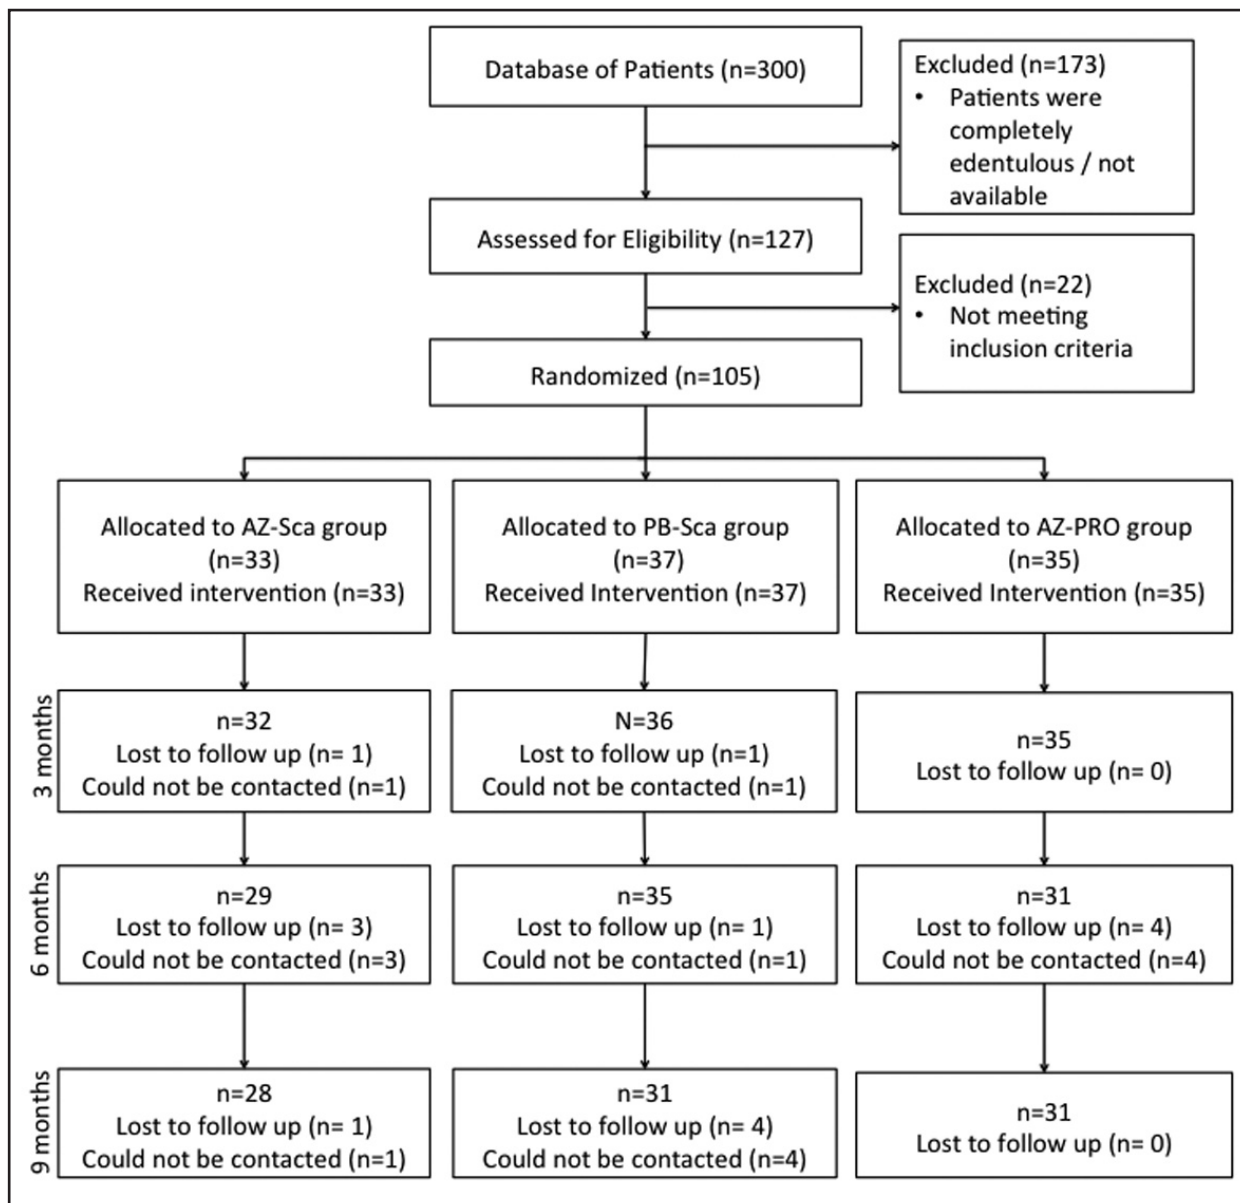 Database of Patients (n=300)
Excluded (n=173)
• Patients were
completely
edentulous / not
available
Assessed for Eligibility (n=127)
Excluded (n=22)
• Not meeting
inclusion criteria
Randomized (n=105)
Allocated to AZ-Sca group
(n=33)
Received intervention (n=33)
Allocated to PB-Sca group
(n=37)
Received Intervention (n=37)
Allocated to AZ-PRO group
(n=35)
Received Intervention (n=35)
3 months
n=32
Lost to follow up (n= 1)
Could not be contacted (n=1)
N=36
Lost to follow up (n=1)
Could not be contacted (n=1)
n=35
Lost to follow up (n= 0)
6 months
n=29
Lost to follow up (n= 3)
Could not be contacted (n=3)
n=35
Lost to follow up (n= 1)
Could not be contacted (n=1)
n=31
Lost to follow up (n= 4)
Could not be contacted (n=4)
9 months
n=28
Lost to follow up (n= 1)
Could not be contacted (n=1)
n=31
Lost to follow up (n= 4)
Could not be contacted (n=4)
n=31
Lost to follow up (n= 0)